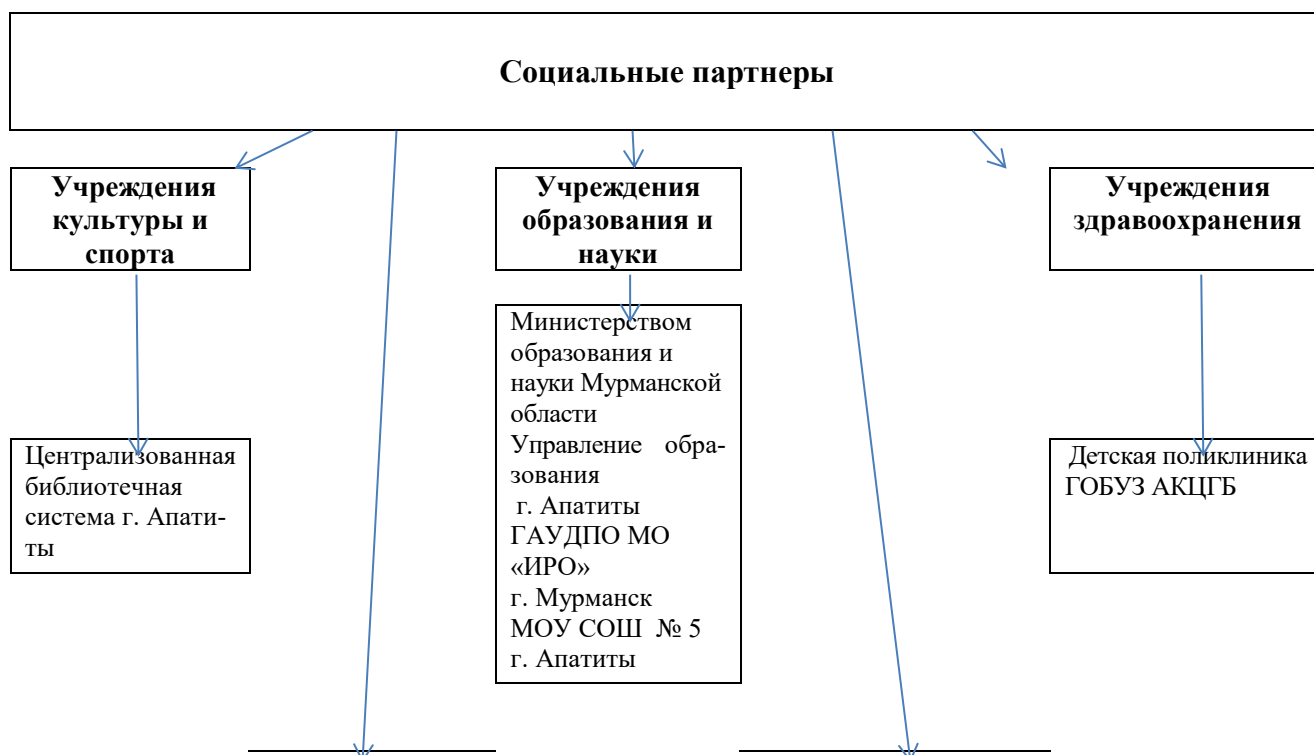 Социальные партнеры
Учреждения
культуры и
спорта
Учреждения
образования и
науки
Учреждения
здравоохранения
Министерством
образования и
науки Мурманской
области
Управление обра-
зования
г. Апатиты
ГАУДПО МО
«ИРО»
г. Мурманск
МОУ СОШ № 5
г. Апатиты
Централизованная
библиотечная
система г. Апати-
ты
Детская поликлиника
ГОБУЗ АКЦГБ